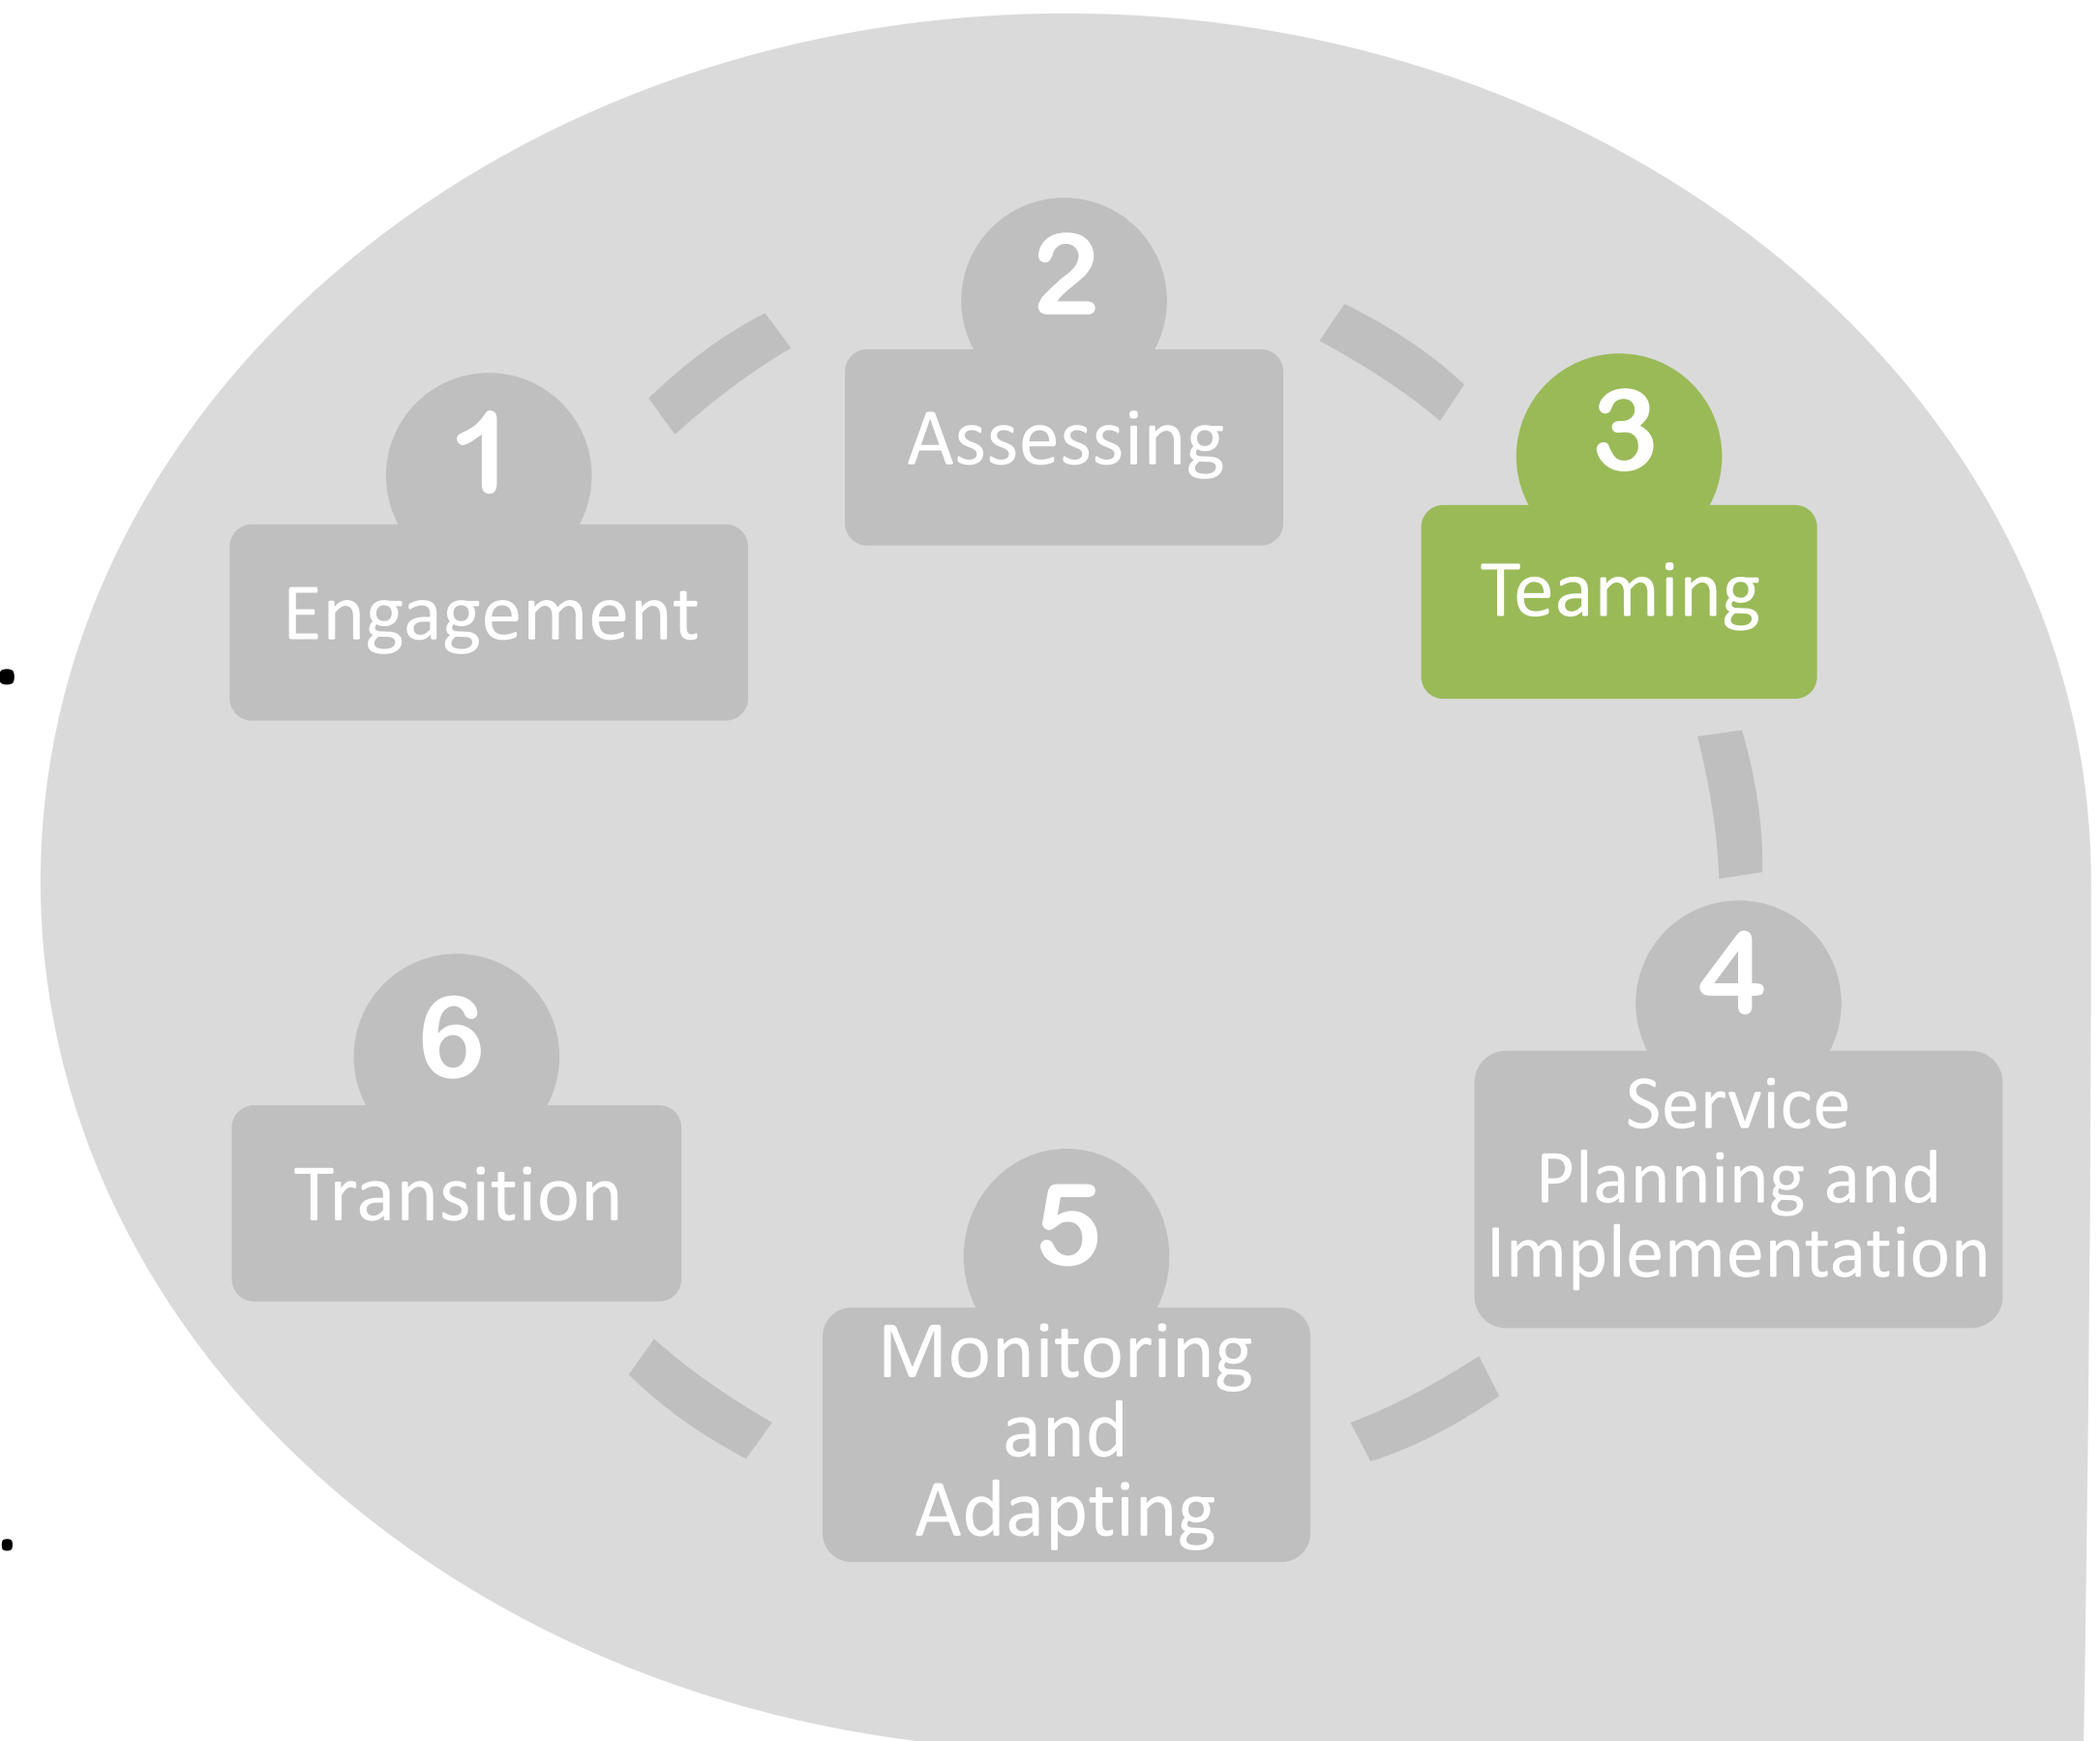 1
Engagement
2
Assessing
3
Teaming
4
Service
Planning and
Implementation
5
Monitoring
and
Adapting
6
Transition
.
.